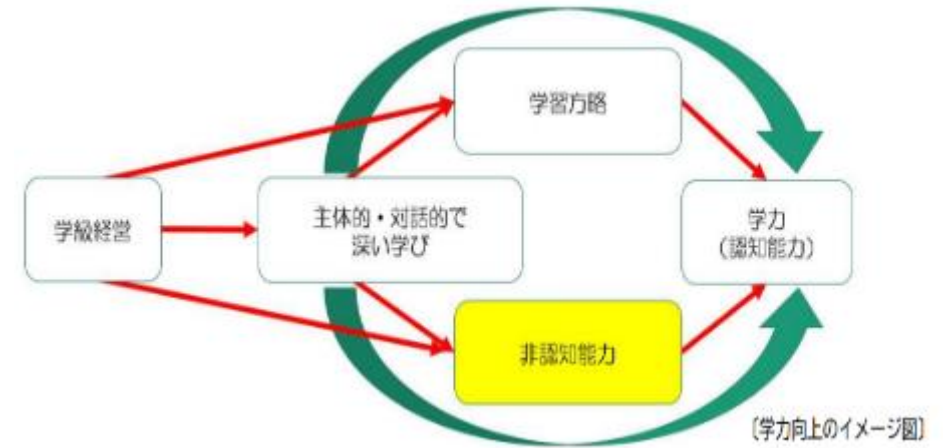 学習方略
学級経営
主体的・対話的で
深い学び
学力
（認知能力）
非認知能力
〔学力向上のイメージ図〕